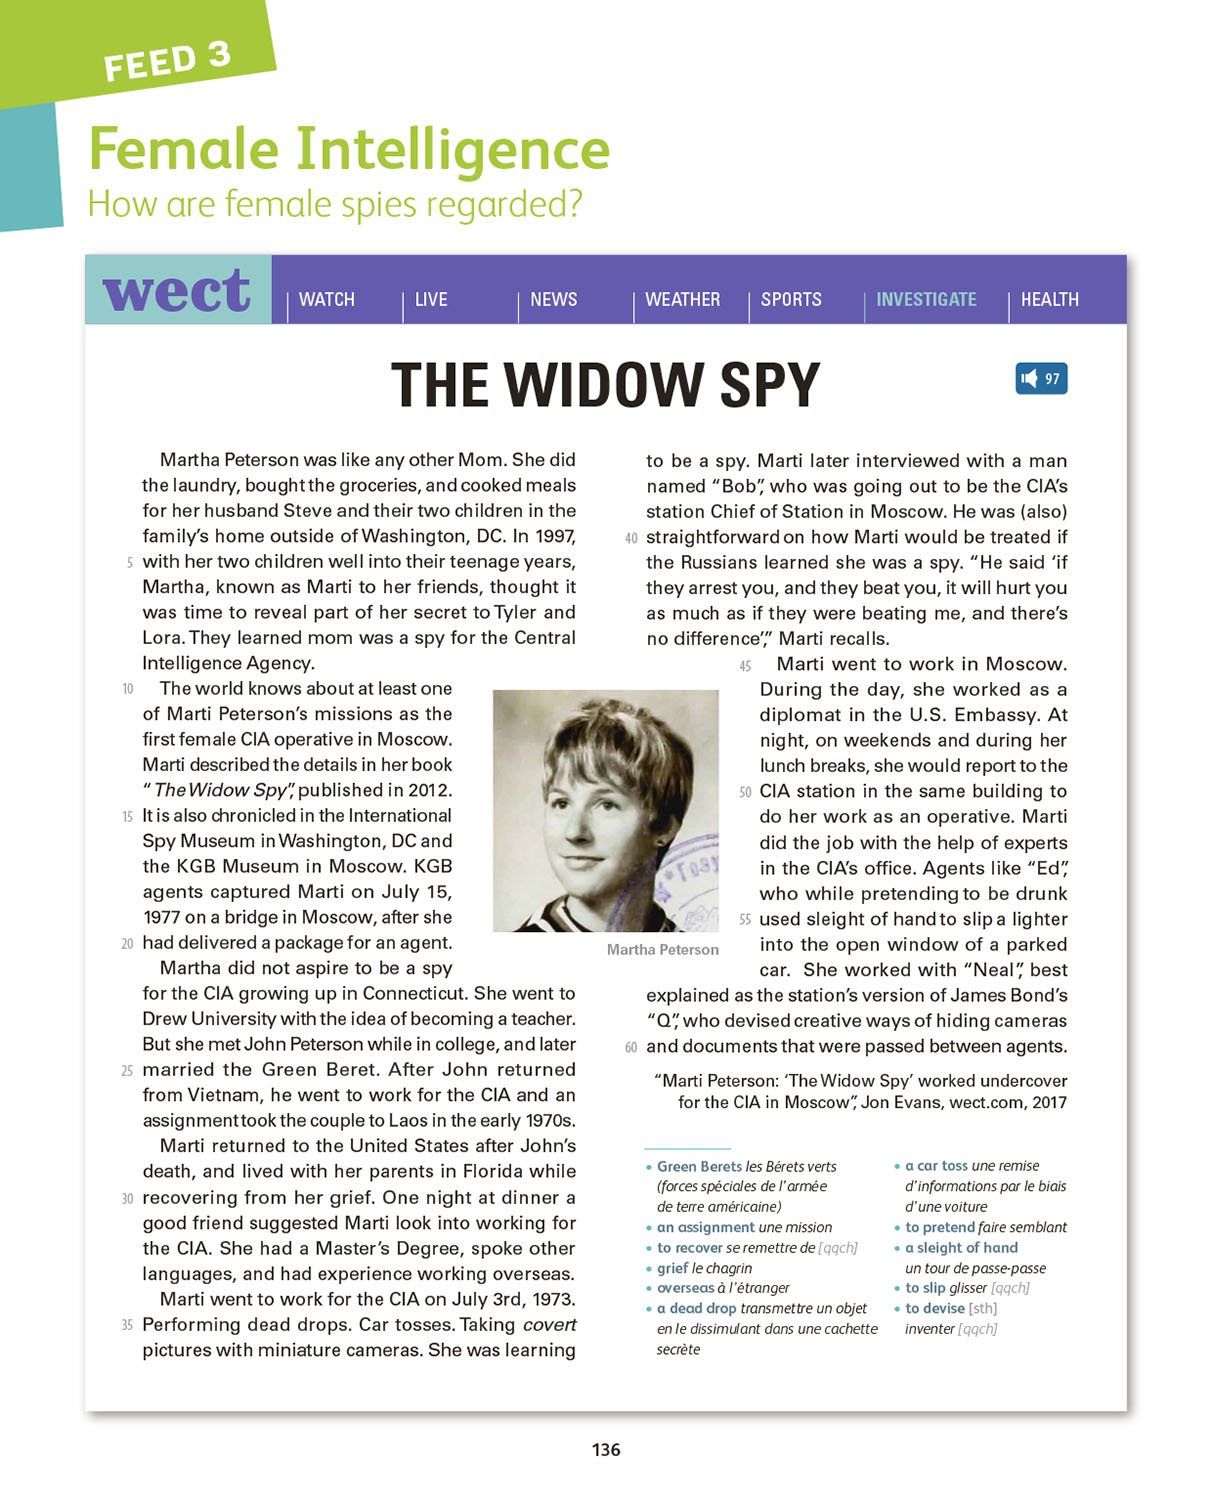 FEED 3
Female Intelligence
How are female spies regarded?
wect
WATCH
LIVE
NEWS
WEATHER
SPORTS
INVESTIGATE
HEALTH
THE WIDOW SPY
97
Martha Peterson was like any other Mom. She did
the laundry, bought the groceries, and cooked meals
for her husband Steve and their two children in the
family's home outside of Washington, DC. In 1997,
5 with her two children well into their teenage years,
Martha, known as Marti to her friends, thought it
was time to reveal part of her secret to Tyler and
Lora. They learned mom was a spy for the Central
Intelligence Agency.
10 The world knows about at least one
of Marti Peterson's missions as the
first female CIA operative in Moscow.
Marti described the details in her book
"The Widow Spy", published in 2012.
15 It is also chronicled in the International
Spy Museum in Washington, DC and
the KGB Museum in Moscow. KGB
agents captured Marti on July 15,
1977 on a bridge in Moscow, after she
20 had delivered a package for an agent.
Martha did not aspire to be a spy
for the CIA growing up in Connecticut. She went to
Drew University with the idea of becoming a teacher.
But she met John Peterson while in college, and later
25 married the Green Beret. After John returned
from Vietnam, he went to work for the CIA and an
assignment took the couple to Laos in the early 1970s.
Marti returned to the United States after John's
death, and lived with her parents in Florida while
30 recovering from her grief. One night at dinner a
good friend suggested Marti look into working for
the CIA. She had a Master's Degree, spoke other
languages, and had experience working overseas.
Marti went to work for the CIA on July 3rd, 1973.
35 Performing dead drops. Car tosses. Taking covert
pictures with miniature cameras. She was learning
to be a spy. Marti later interviewed with a man
named "Bob", who was going out to be the CIA's
station Chief of Station in Moscow. He was (also)
40 straightforward on how Marti would be treated if
the Russians learned she was a spy. "He said 'if
they arrest you, and they beat you, it will hurt you
as much as if they were beating me, and there's
no difference'," Marti recalls.
45 Marti went to work in Moscow.
During the day, she worked as a
diplomat in the U.S. Embassy. At
night, on weekends and during her
lunch breaks, she would report to the
50 CIA station in the same building to
do her work as an operative. Marti
did the job with the help of experts
in the CIA's office. Agents like "Ed",
who while pretending to be drunk
55 used sleight of hand to slip a lighter
into the open window of a parked
car. She worked with "Neal", best
explained as the station's version of James Bond's
"Q", who devised creative ways of hiding cameras
60 and documents that were passed between agents.
Martha Peterson
"Marti Peterson: 'The Widow Spy' worked undercover
for the CIA in Moscow", Jon Evans, wect.com, 2017
• Green Berets les Bérets verts
(forces spéciales de l'armée
de terre américaine)
• an assignment une mission
• to recover se remettre de [qqch]
• grief le chagrin
• overseas à l'étranger
• a dead drop transmettre un objet
en le dissimulant dans une cachette
secrète
• a car toss une remise
d'informations par le biais
d'une voiture
• to pretend faire semblant
• a sleight of hand
un tour de passe-passe
• to slip glisser [qqch]
• to devise [sth]
inventer [qqch]
136